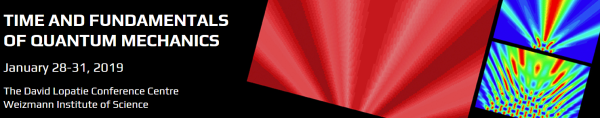 TIME AND FUNDAMENTALS
OF QUANTUM MECHANICS
January 28-31, 2019
The David Lopatie Conference Centre
Weizmann Institute of Science